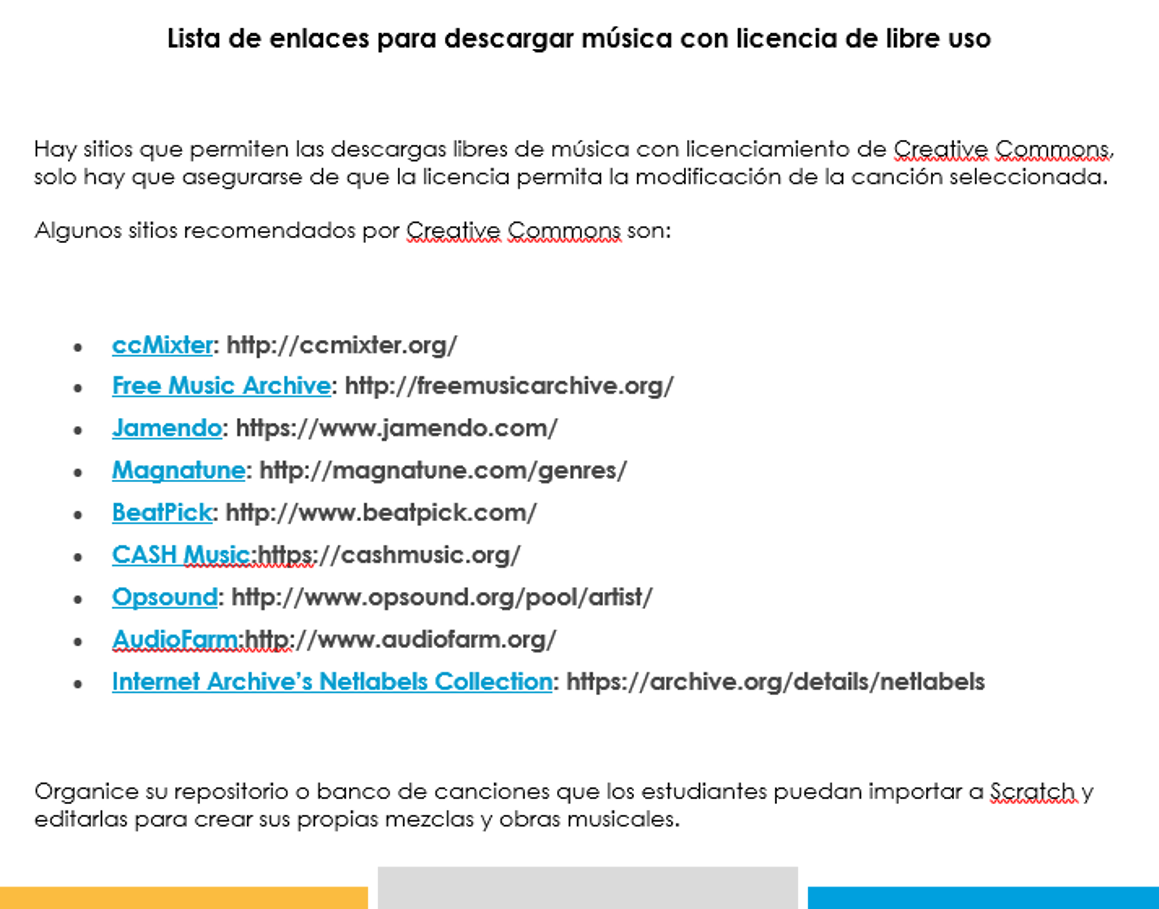 Lista de enlaces para descargar música con licencia de libre uso
Hay sitios que permiten las descargas libres de música con licenciamiento de Creative Commons,
solo hay que asegurarse de que la licencia permita la modificación de la canción seleccionada.
Algunos sitios recomendados por Creative Commons son:
• ccMixter: http://ccmixter.org/
• Free Music Archive: http://freemusicarchive.org/
• Jamendo: https://www.jamendo.com/
• Magnatune: http://magnatune.com/genres/
• BeatPick: http://www.beatpick.com/
• CASH Music:https://cashmusic.org/
• Opsound: http://www.opsound.org/pool/artist/
• AudioFarm:http://www.audiofarm.org/
• Internet Archive’s Netlabels Collection: https://archive.org/details/netlabels
Organice su repositorio o banco de canciones que los estudiantes puedan importar a Scratch y
editarlas para crear sus propias mezclas y obras musicales.